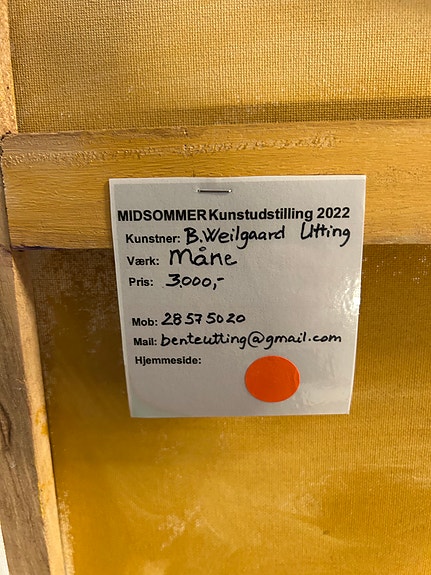 MIDSOMMER Kunstudstilling 2022
Kunstner: B. Weilgaard Utting
Værk: Måne
Pris: 3.000,-
Mob: 28 57 50 20
Mail: benteutting@gmail.com
Hjemmeside: